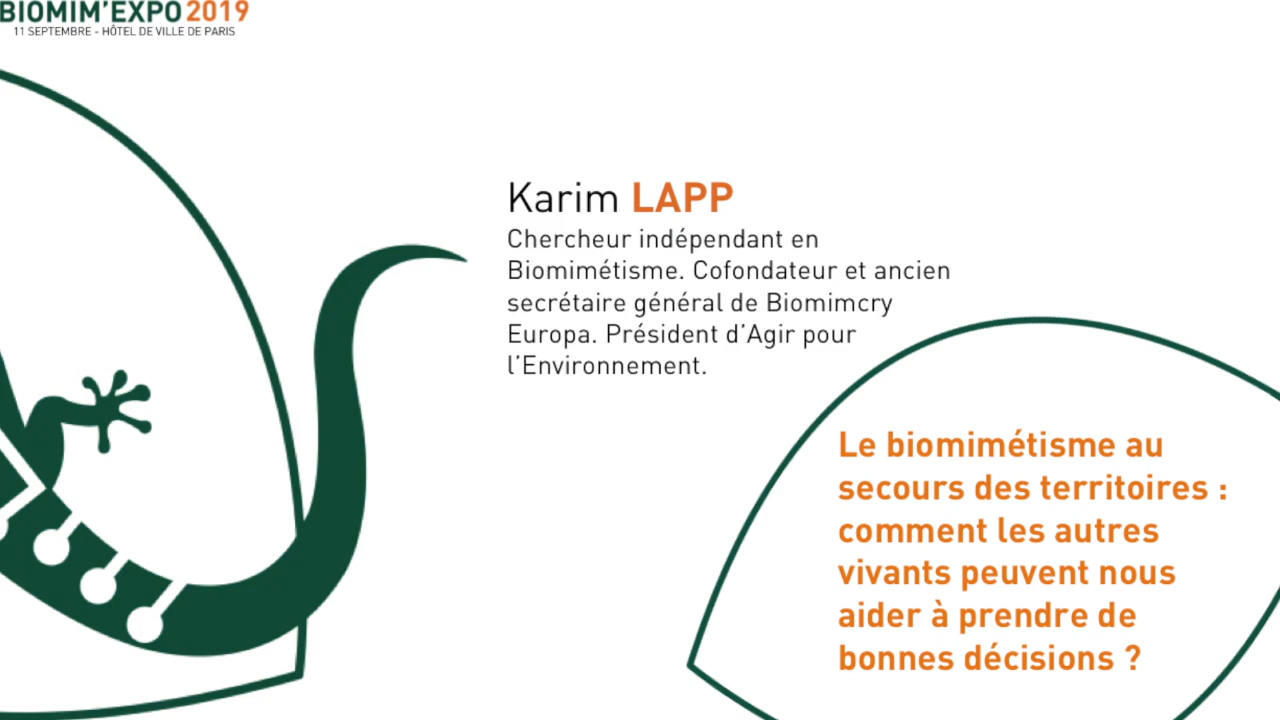 BIOMIM'EXPO 2019
11 SEPTEMBRE - HÔTEL DE VILLE DE PARIS
Karim LAPP
Chercheur indépendant en
Biomimétisme. Cofondateur et ancien
secrétaire général de Biomimcry
Europa. Président d'Agir pour
l'Environnement.
Le biomimétisme au
secours des territoires :
comment les autres
vivants peuvent nous
aider à prendre de
bonnes décisions ?